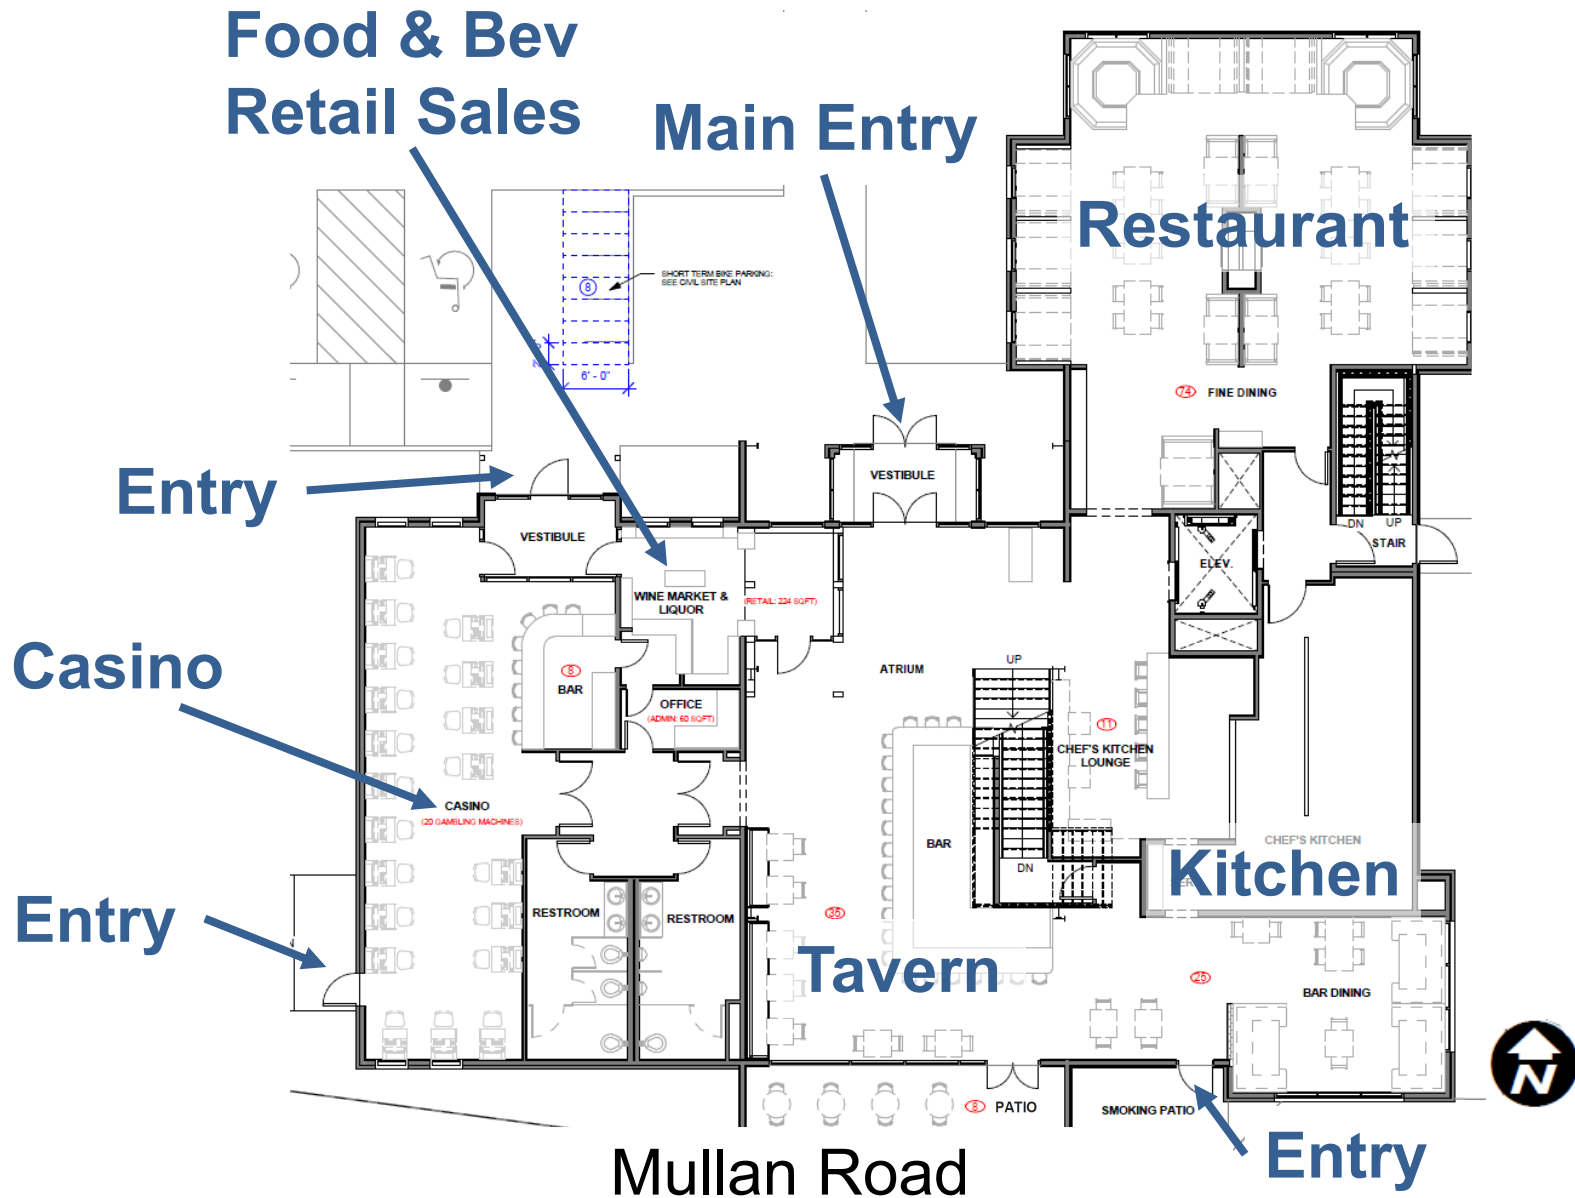 Food & Bev
Retail Sales
Main Entry
Restaurant
8
SHORT TERM BIKE PARKING:
SEE CIVIL SITE PLAN
6' - 0"
74 FINE DINING
Entry
VESTIBULE
VESTIBULE
DN UP
STAIR
ELEV.
WINE MARKET &
LIQUOR
(RETAIL: 224 SQFT)
Casino
8
BAR
OFFICE
(ADMIN: 60 SQFT)
ATRIUM
UP
11
CHEF'S KITCHEN
LOUNGE
CASINO
(20 GAMBLING MACHINES)
BAR
DN
CHEF'S KITCHEN
Kitchen
Entry
RESTROOM
RESTROOM
35
Tavern
25
BAR DINING
N
8 PATIO
SMOKING PATIO
Entry
Mullan Road